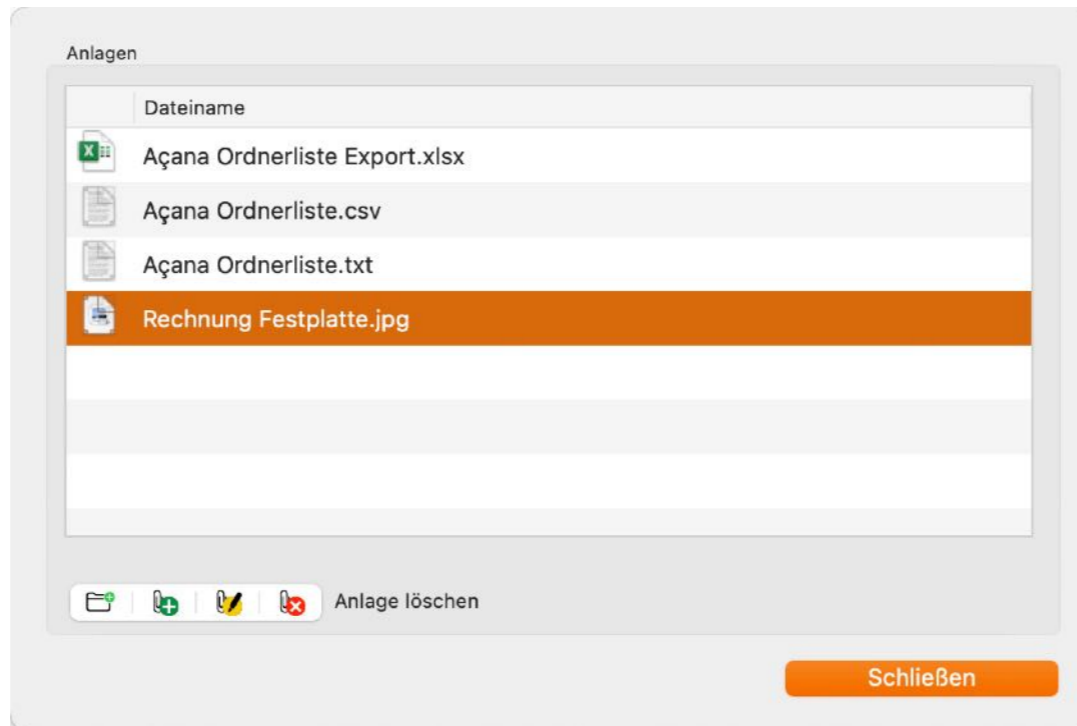 Anlagen
Dateiname
Açana Ordnerliste Export.xlsx
Açana Ordnerliste.csv
Açana Ordnerliste.txt
Rechnung Festplatte.jpg
Anlage löschen
Schließen